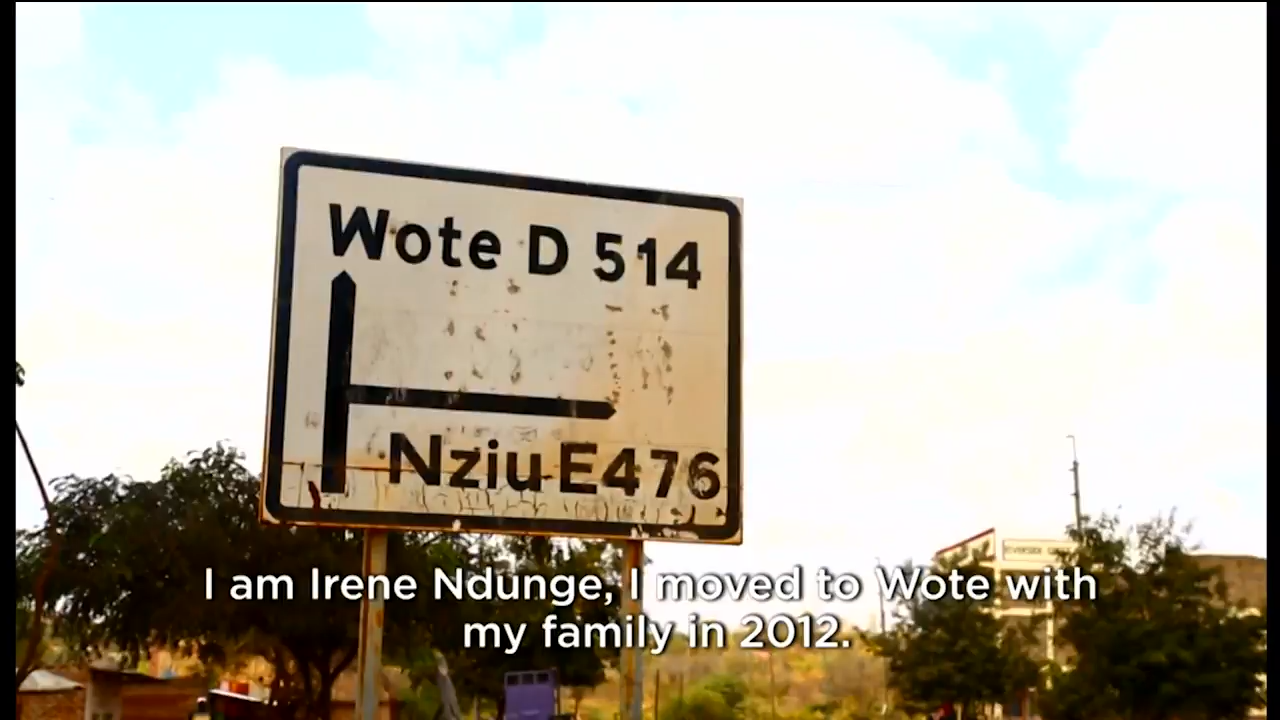 Wote D 514
Nziu E476
I am Irene Ndunge, I moved to Wote with
my family in 2012.